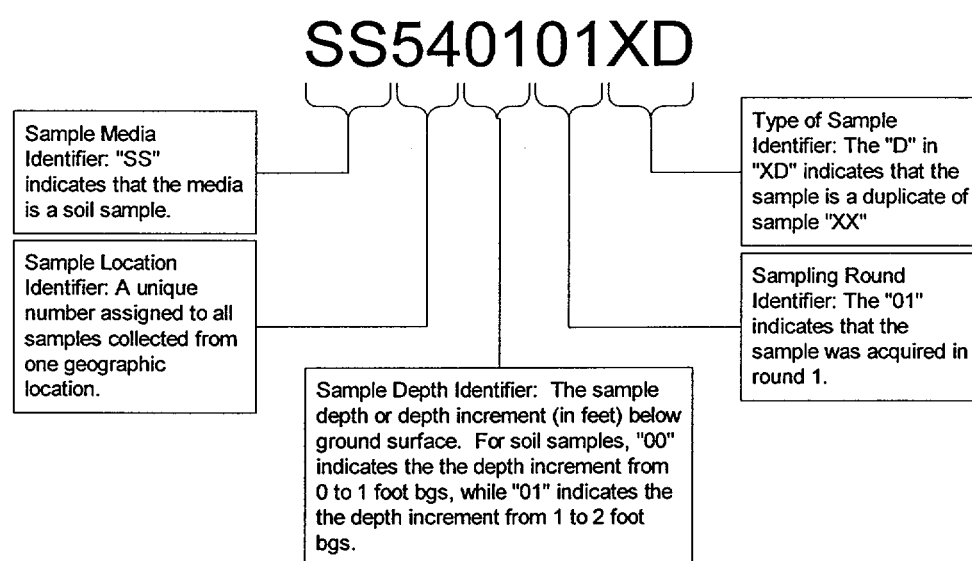 SS540101XD
Sample Media
Identifier: "SS"
indicates that the media
is a soil sample.
Type of Sample
Identifier: The "D" in
"XD" indicates that the
sample is a duplicate of
sample "XX"
Sample Location
Identifier: A unique
number assigned to all
samples collected from
one geographic
location.
Sampling Round
Identifier: The "01"
indicates that the
sample was acquired in
round 1.
Sample Depth Identifier: The sample
depth or depth increment (in feet) below
ground surface. For soil samples, "00"
indicates the the depth increment from
0 to 1 foot bgs, while "01" indicates the
the depth increment from 1 to 2 foot
bgs.